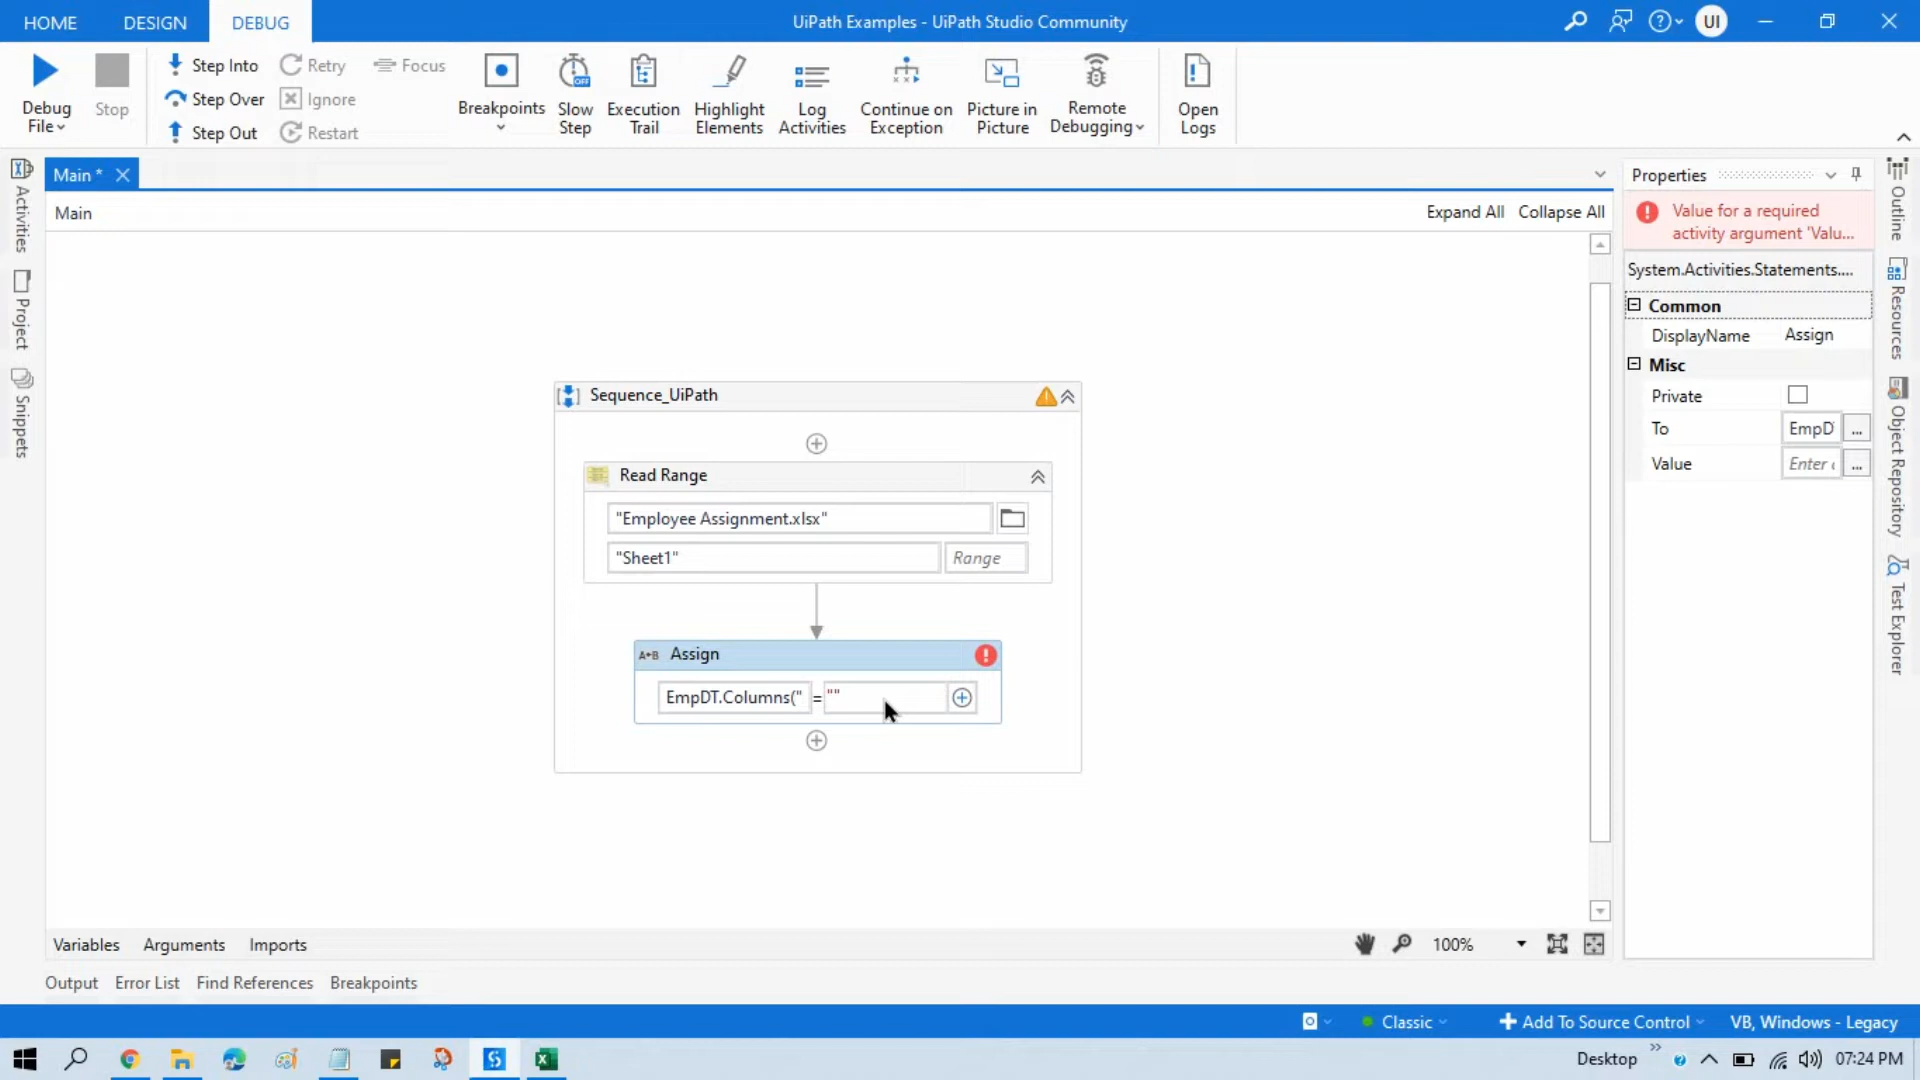 HOME DESIGN DEBUG UiPath Examples - UiPath Studio Community UI
Debug File Stop
Step Into Retry Focus
Step Over Ignore
Step Out Restart
Breakpoints
Slow Step
OFF
Execution Trail
Highlight Elements
Log Activities
Continue on Exception
Picture in Picture
Remote Debugging
Open Logs
Activities
Project
Snippets
Main *
Main Expand All Collapse All
Sequence_UiPath
Read Range
"Employee Assignment.xlsx"
"Sheet1" Range
A+B Assign
EmpDT.Columns(" = ""
Properties
Value for a required
activity argument 'Valu...
System.Activities.Statements....
Common
DisplayName Assign
Misc
Private
To EmpD ...
Value Enter ...
Outline
Resources
Object Repository
Test Explorer
Variables Arguments Imports 100%
Output Error List Find References Breakpoints
Classic Add To Source Control VB, Windows - Legacy
Desktop 07:24 PM